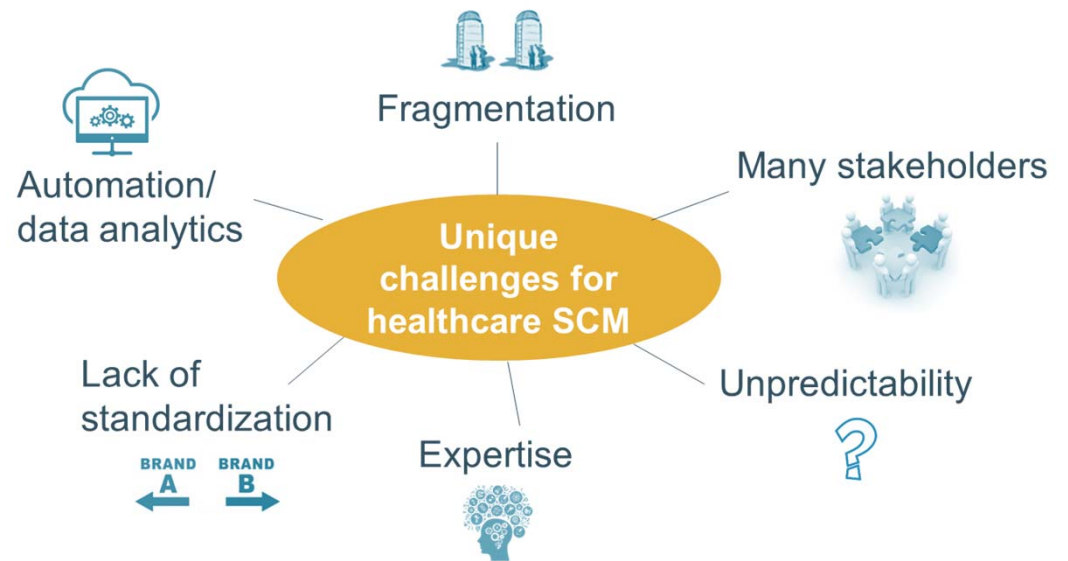 Fragmentation
Many stakeholders
Automation/
data analytics
Unique
challenges for
healthcare SCM
Lack of
standardization
BRAND
A
BRAND
B
Unpredictability
Expertise